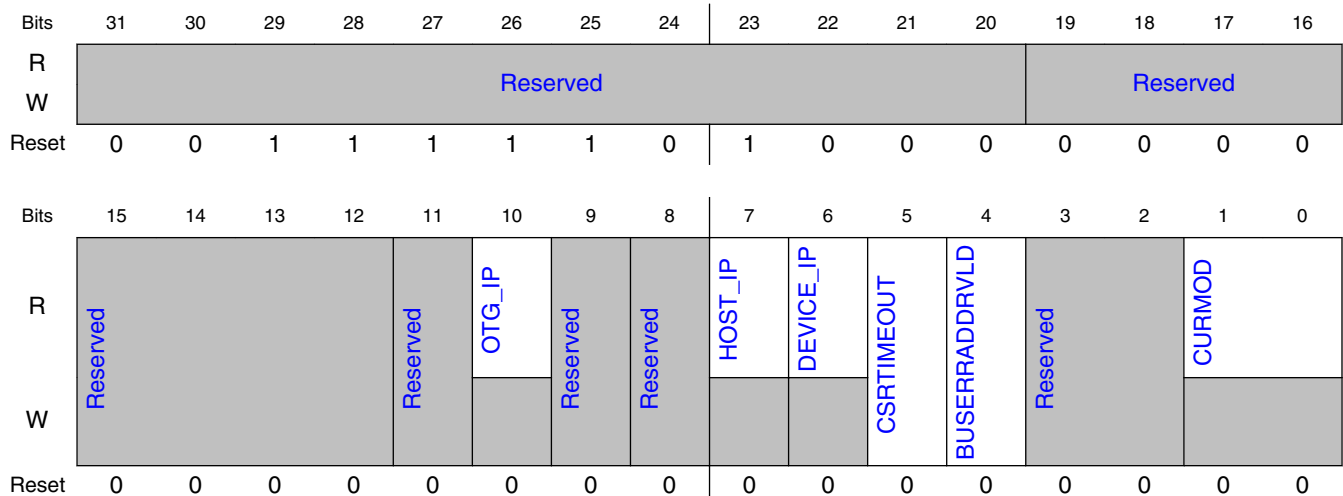 Bits 31 30 29 28 27 26 25 24 23 22 21 20 19 18 17 16
R
Reserved Reserved
W
Reset 0 0 1 1 1 1 1 0 1 0 0 0 0 0 0 0
Bits 15 14 13 12 11 10 9 8 7 6 5 4 3 2 1 0
R
Reserved Reserved OTG_IP Reserved Reserved HOST_IP DEVICE_IP CSRTIMEOUT BUSERRADDRVLD Reserved CURMOD
W
Reset 0 0 0 0 0 0 0 0 0 0 0 0 0 0 0 0